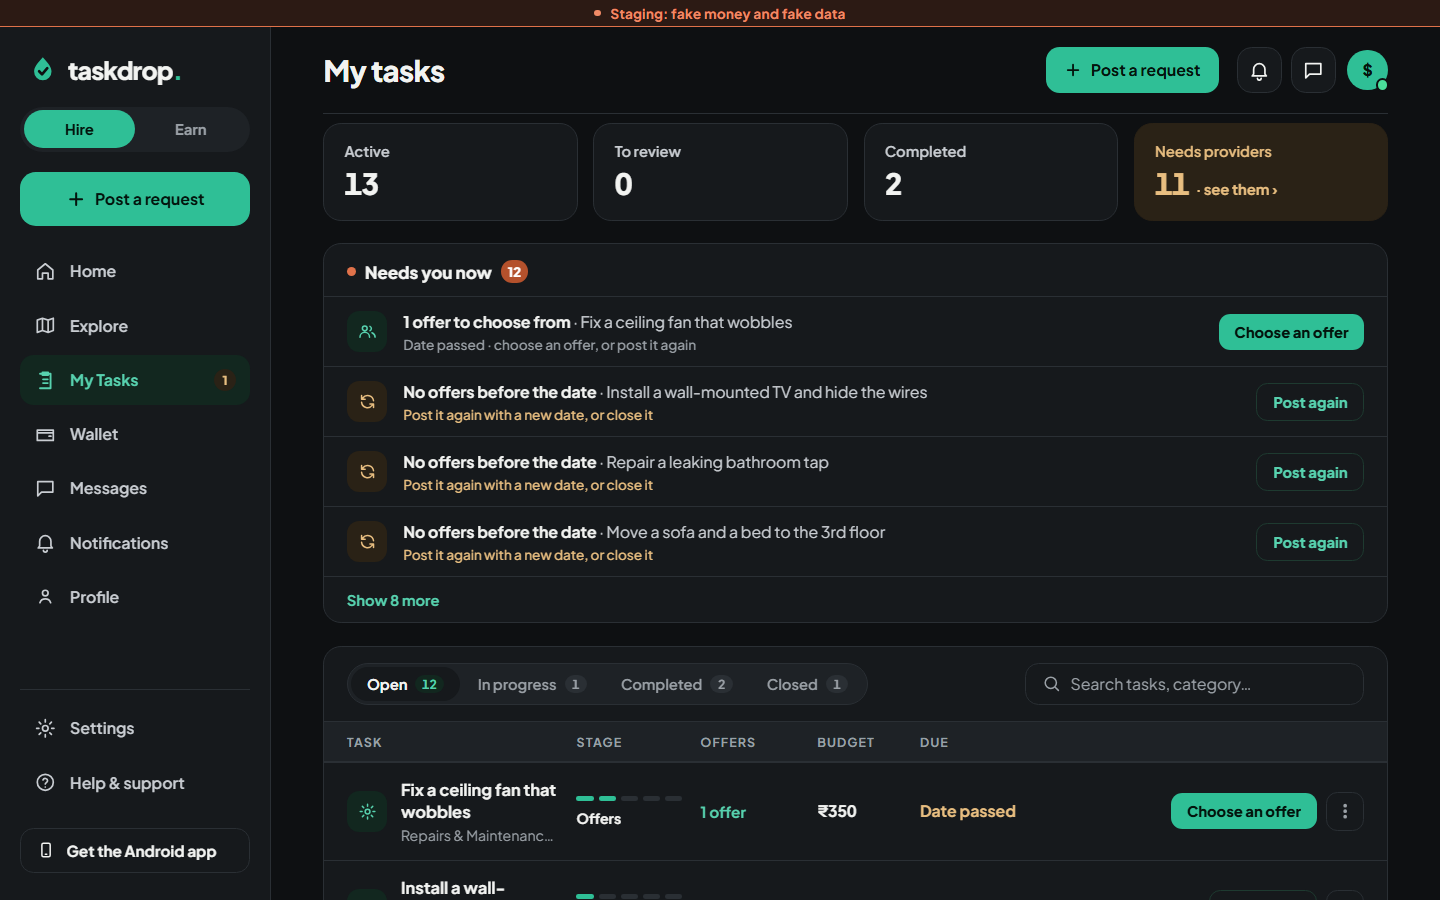 Staging: fake money and fake data
taskdrop.
Hire
Earn
Post a request
Home
Explore
My Tasks
1
Wallet
Messages
Notifications
Profile
Settings
Help & support
Get the Android app
My tasks
Post a request
$
Active
13
To review
0
Completed
2
Needs providers
11 · see them ›
Needs you now 12
1 offer to choose from · Fix a ceiling fan that wobbles
Date passed · choose an offer, or post it again
Choose an offer
No offers before the date · Install a wall-mounted TV and hide the wires
Post it again with a new date, or close it
Post again
No offers before the date · Repair a leaking bathroom tap
Post it again with a new date, or close it
Post again
No offers before the date · Move a sofa and a bed to the 3rd floor
Post it again with a new date, or close it
Post again
Show 8 more
Open 12
In progress 1
Completed 2
Closed 1
Search tasks, category...
TASK STAGE OFFERS BUDGET DUE
Fix a ceiling fan that
wobbles
Repairs & Maintenanc...
Offers
1 offer
₹350
Date passed
Choose an offer
Install a wall-